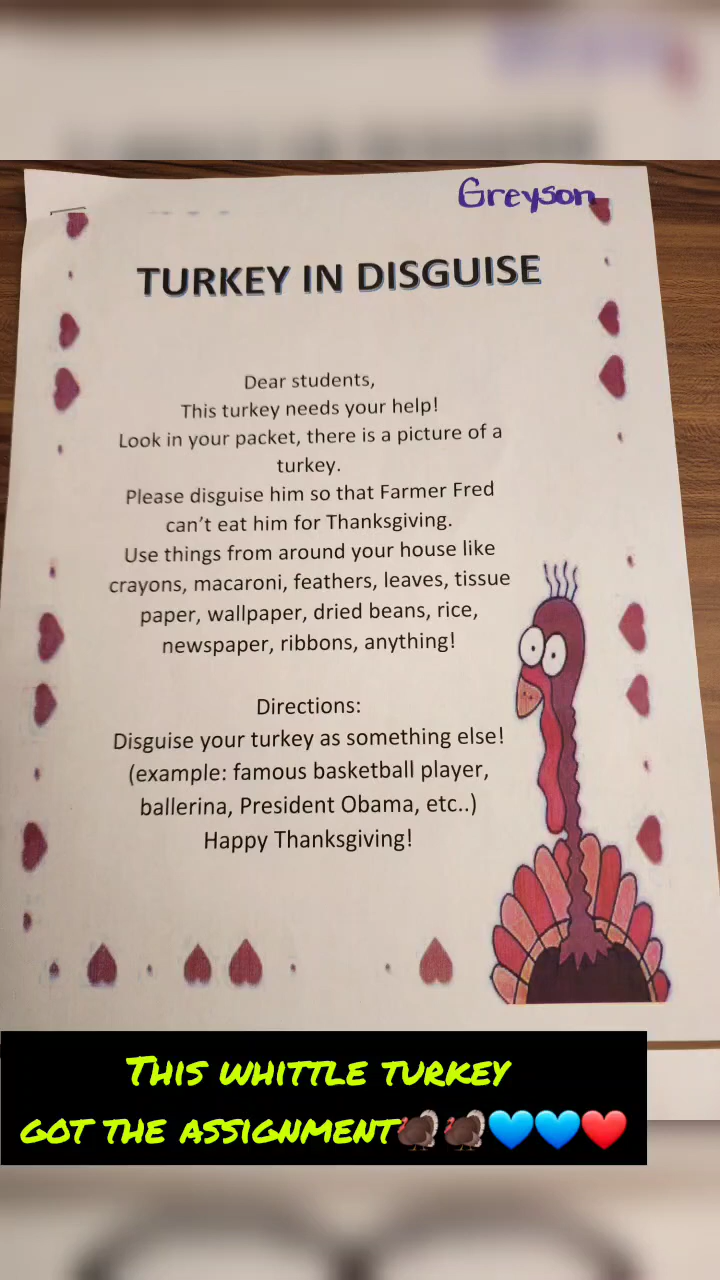 Greyson
TURKEY IN DISGUISE
Dear students,
This turkey needs your help!
Look in your packet, there is a picture of a
turkey.
Please disguise him so that Farmer Fred
can't eat him for Thanksgiving.
Use things from around your house like
crayons, macaroni, feathers, leaves, tissue
paper, wallpaper, dried beans, rice,
newspaper, ribbons, anything!
Directions:
Disguise your turkey as something else!
(example: famous basketball player,
ballerina, President Obama, etc..)
Happy Thanksgiving!
THIS WHITTLE TURKEY
GOT THE ASSIGNMENT🦃🦃💙💙❤️